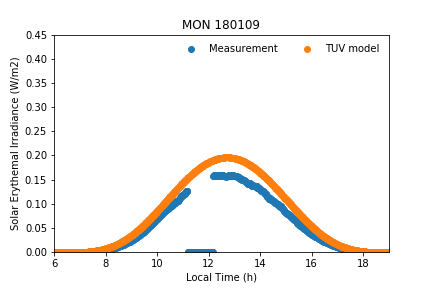 MON 180109
Measurement
TUV model
Solar Erythemal Irradiance (W/m2)
0.45
0.40
0.35
0.30
0.25
0.20
0.15
0.10
0.05
0.00
6 8 10 12 14 16 18
Local Time (h)